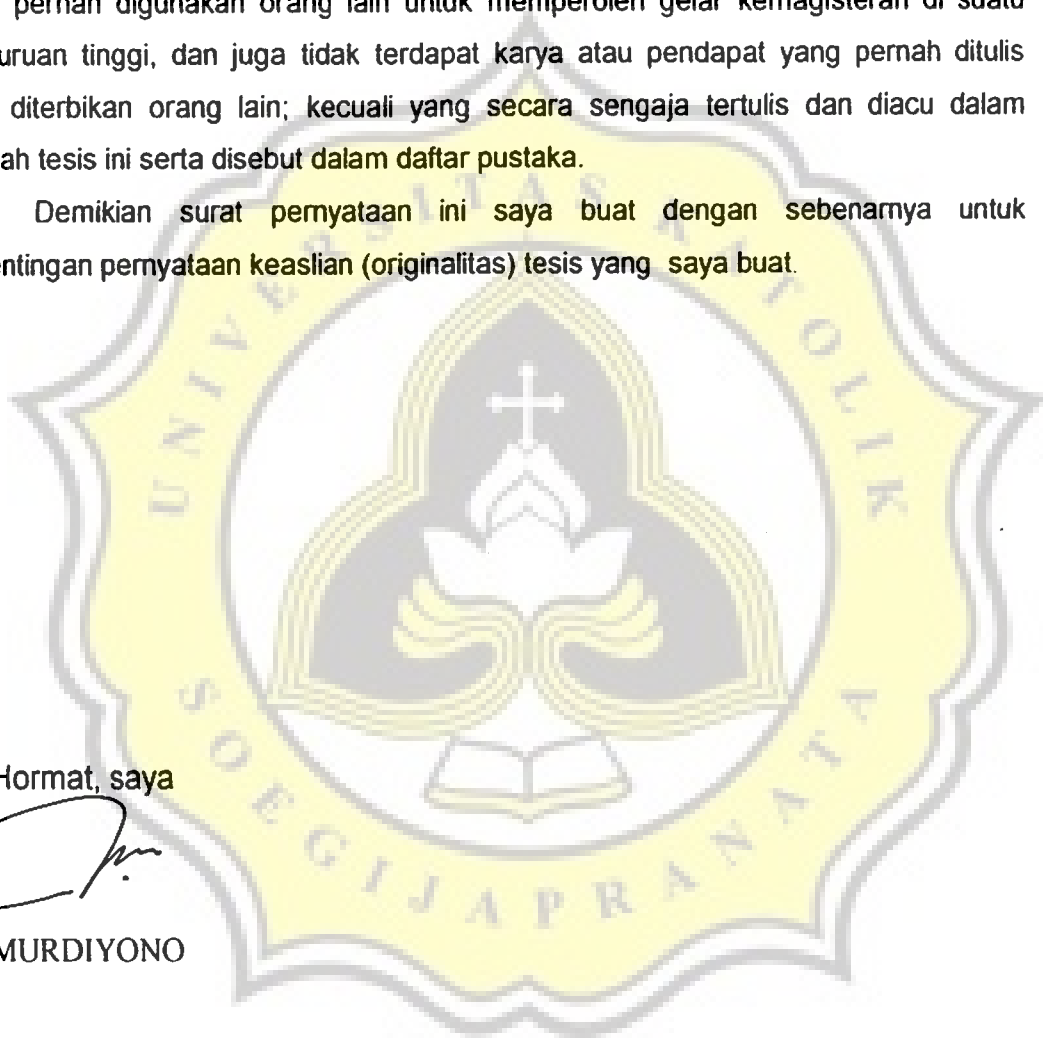 pernah digunakan orang lain untuk memperoleh gelar kemagisteran di suatu
uruan tinggi, dan juga tidak terdapat karya atau pendapat yang pernah ditulis
diterbikan orang lain; kecuali yang secara sengaja tertulis dan diacu dalam
ah tesis ini serta disebut dalam daftar pustaka.
Demikian surat pernyataan ini saya buat dengan sebenarnya untuk
entingan pernyataan keaslian (originalitas) tesis yang saya buat.
UNIVERSITAS KATOLIK
SOEGIJAPRANATA
Hormat, saya
MURDIYONO